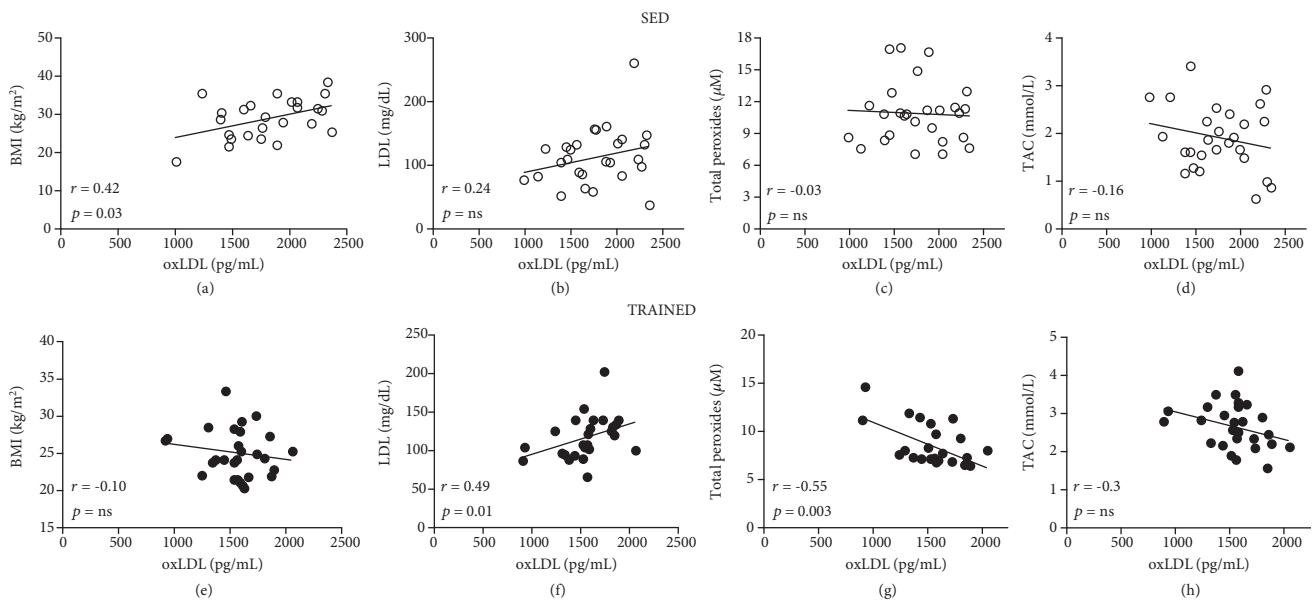 SED
BMI (kg/m²)
50
40
30
20
10
0
r = 0.42
p = 0.03
0 500 1000 1500 2000 2500
oxLDL (pg/mL)
(a)
LDL (mg/dL)
300
200
100
0
r = 0.24
p = ns
0 500 1000 1500 2000 2500
oxLDL (pg/mL)
(b)
Total peroxides (μM)
18
15
12
9
6
3
0
r = -0.03
p = ns
0 500 1000 1500 2000 2500
oxLDL (pg/mL)
(c)
TAC (mmol/L)
4
3
2
1
0
r = -0.16
p = ns
0 500 1000 1500 2000 2500
oxLDL (pg/mL)
(d)
TRAINED
BMI (kg/m²)
40
35
30
25
20
15
r = -0.10
p = ns
0 500 1000 1500 2000 2500
oxLDL (pg/mL)
(e)
LDL (mg/dL)
250
200
150
100
50
0
r = 0.49
p = 0.01
0 500 1000 1500 2000 2500
oxLDL (pg/mL)
(f)
Total peroxides (μM)
20
15
10
5
0
r = -0.55
p = 0.003
0 500 1000 1500 2000
oxLDL (pg/mL)
(g)
TAC (mmol/L)
5
4
3
2
1
0
r = -0.3
p = ns
0 500 1000 1500 2000
oxLDL (pg/mL)
(h)